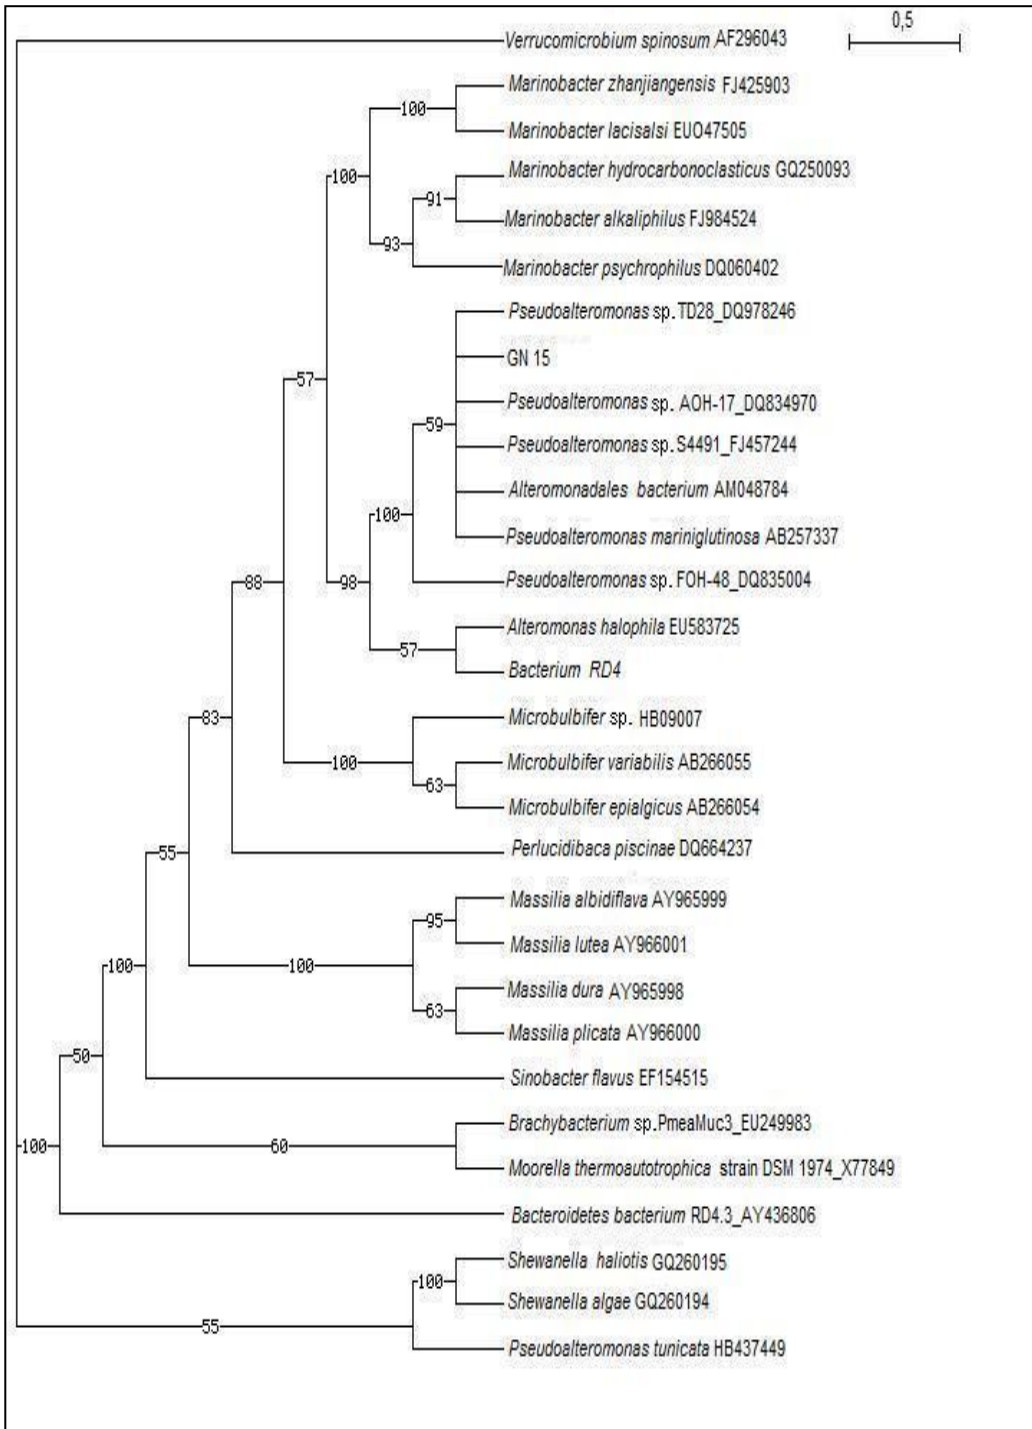 0,5
Verrucomicrobium spinosum AF296043
Marinobacter zhanjiangensis FJ425903
100
Marinobacter lacisalsi EUO47505
Marinobacter hydrocarbonoclasticus GQ250093
100
91
Marinobacter alkaliphilus FJ984524
93
Marinobacter psychrophilus DQ060402
Pseudoalteromonas sp. TD28_DQ978246
GN 15
57
Pseudoalteromonas sp. AOH-17_DQ834970
59
Pseudoalteromonas sp. S4491_FJ457244
Alteromonadales bacterium AM048784
100
Pseudoalteromonas mariniglutinosa AB257337
88
98
Pseudoalteromonas sp. FOH-48_DQ835004
Alteromonas halophila EU583725
57
Bacterium RD4
83
Microbulbifer sp. HB09007
100
Microbulbifer variabilis AB266055
63
Microbulbifer epialgicus AB266054
55
Perlucidibaca piscinae DQ664237
Massilia albidiflava AY965999
95
Massilia lutea AY966001
100
100
Massilia dura AY965998
63
Massilia plicata AY966000
50
Sinobacter flavus EF154515
Brachybacterium sp.PmeaMuc3_EU249983
100
60
Moorella thermoautotrophica strain DSM 1974_X77849
Bacteroidetes bacterium RD4.3_AY436806
Shewanella haliotis GQ260195
100
Shewanella algae GQ260194
55
Pseudoalteromonas tunicata HB437449